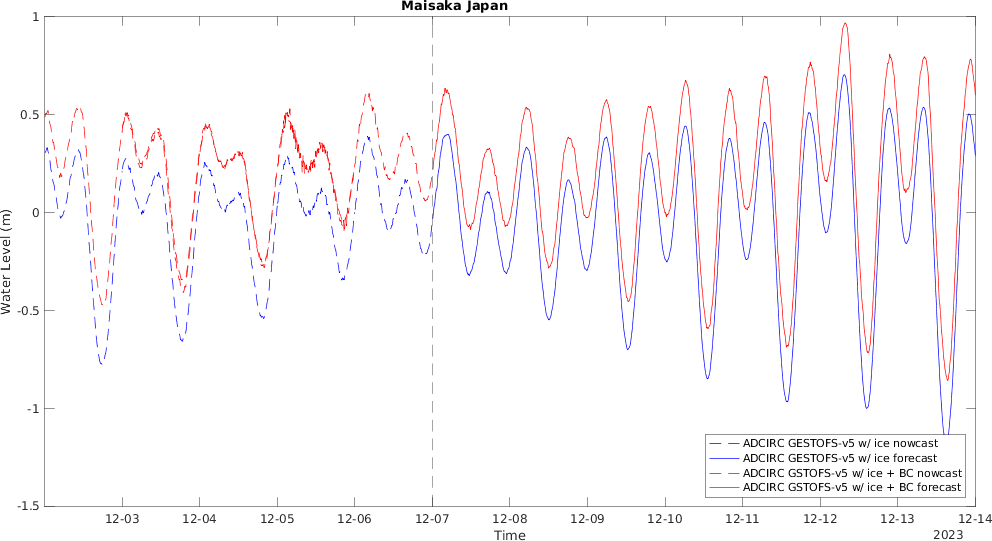 Maisaka Japan
Water Level (m)
1
0.5
0
-0.5
-1
-1.5
12-03
12-04
12-05
12-06
12-07
12-08
12-09
12-10
12-11
12-12
12-13
12-14
Time
2023
ADCIRC GESTOFS-v5 w/ ice nowcast
ADCIRC GESTOFS-v5 w/ ice forecast
ADCIRC GSTOFS-v5 w/ ice + BC nowcast
ADCIRC GSTOFS-v5 w/ ice + BC forecast